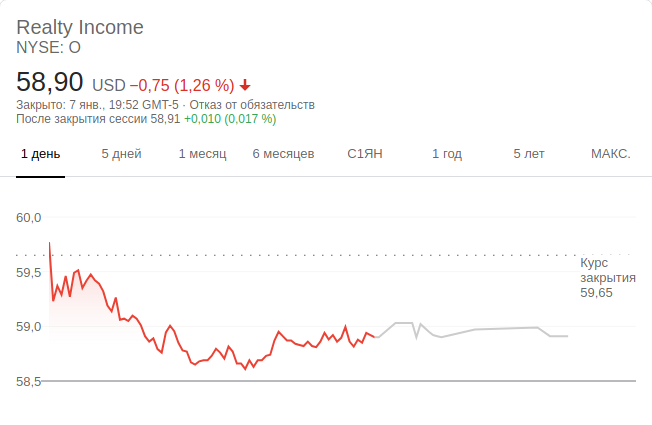 Realty Income
NYSE: O
58,90 USD −0,75 (1,26 %)
Закрыто: 7 янв., 19:52 GMT-5 · Отказ от обязательств
После закрытия сессии 58,91 +0,010 (0,017 %)
1 день 5 дней 1 месяц 6 месяцев С1ЯН 1 год 5 лет МАКС.
60,0
59,5
59,0
58,5
Курс
закрытия
59,65